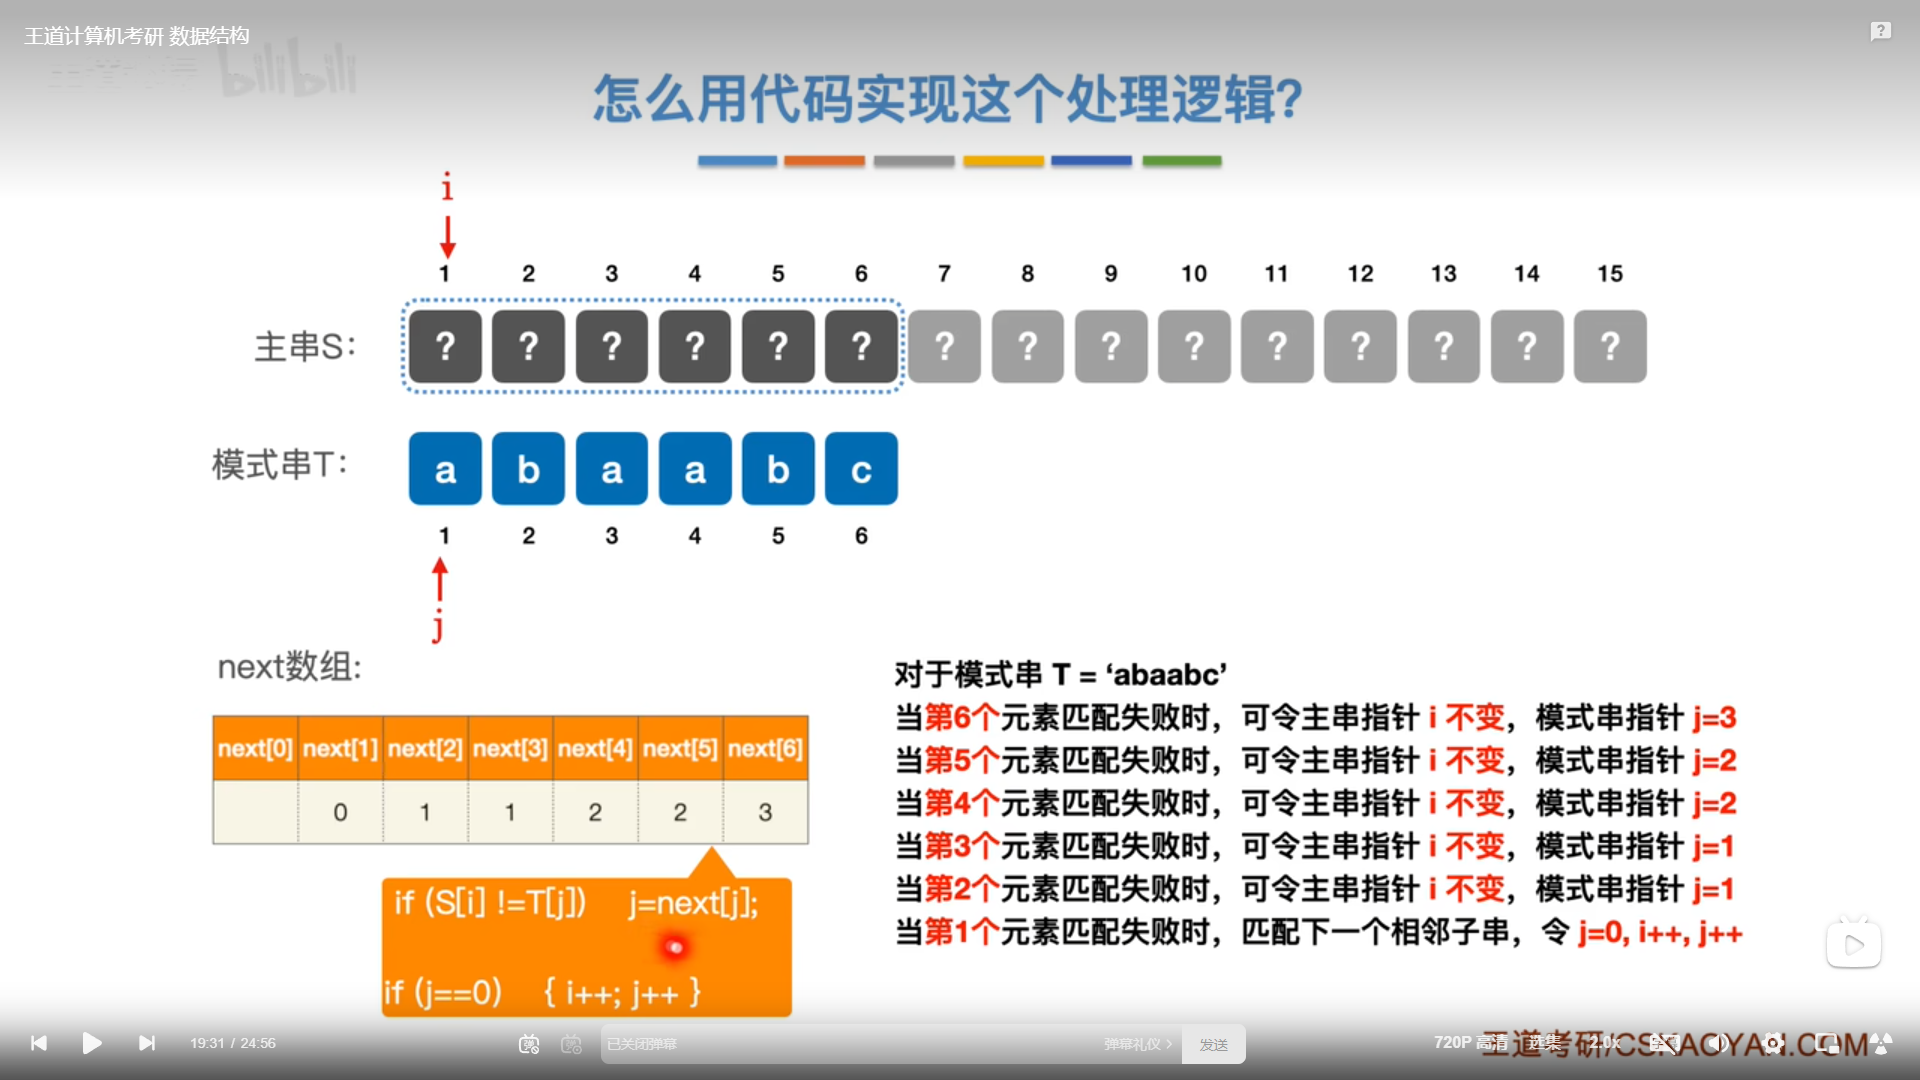 王道计算机考研 数据结构
bilibili
怎么用代码实现这个处理逻辑?
i
1 2 3 4 5 6 7 8 9 10 11 12 13 14 15
主串S: ? ? ? ? ? ? ? ? ? ? ? ? ? ? ?
模式串T: a b a a b c
1 2 3 4 5 6
j
next数组:
next[0] next[1] next[2] next[3] next[4] next[5] next[6]
0 1 1 2 2 3
if (S[i] !=T[j]) j=next[j];
if (j==0) { i++; j++ }
对于模式串 T = ‘abaabc’
当第6个元素匹配失败时，可令主串指针 i 不变，模式串指针 j=3
当第5个元素匹配失败时，可令主串指针 i 不变，模式串指针 j=2
当第4个元素匹配失败时，可令主串指针 i 不变，模式串指针 j=2
当第3个元素匹配失败时，可令主串指针 i 不变，模式串指针 j=1
当第2个元素匹配失败时，可令主串指针 i 不变，模式串指针 j=1
当第1个元素匹配失败时，匹配下一个相邻子串，令 j=0, i++, j++
19:31 / 24:56
已关闭弹幕
弹幕礼仪 >
发送
720P 高清 选集 2.0x
王道考研/CSKAOYAN.COM